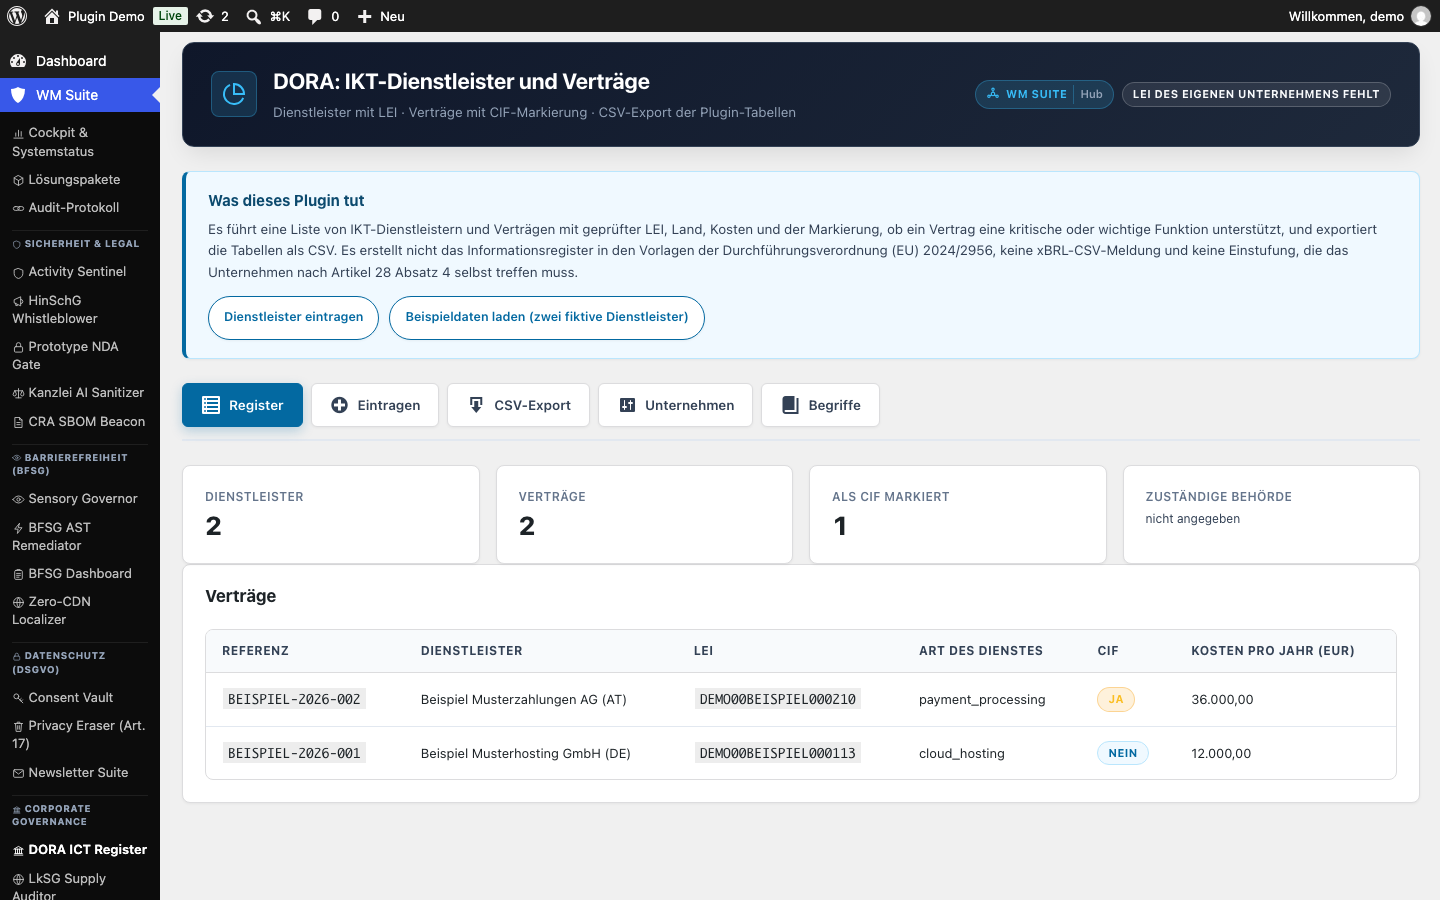 Plugin Demo Live 2 ⌘K 0 Neu Willkommen, demo
Dashboard
WM Suite
Cockpit &
Systemstatus
Lösungspakete
Audit-Protokoll
SICHERHEIT & LEGAL
Activity Sentinel
HinSchG
Whistleblower
Prototype NDA
Gate
Kanzlei AI Sanitizer
CRA SBOM Beacon
BARRIEREFREIHEIT
(BFSG)
Sensory Governor
BFSG AST
Remediator
BFSG Dashboard
Zero-CDN
Localizer
DATENSCHUTZ
(DSGVO)
Consent Vault
Privacy Eraser (Art.
17)
Newsletter Suite
CORPORATE
GOVERNANCE
DORA ICT Register
LkSG Supply
Auditor
DORA: IKT-Dienstleister und Verträge
Dienstleister mit LEI · Verträge mit CIF-Markierung · CSV-Export der Plugin-Tabellen
WM SUITE Hub
LEI DES EIGENEN UNTERNEHMENS FEHLT
Was dieses Plugin tut
Es führt eine Liste von IKT-Dienstleistern und Verträgen mit geprüfter LEI, Land, Kosten und der Markierung, ob ein Vertrag eine kritische oder wichtige Funktion unterstützt, und exportiert
die Tabellen als CSV. Es erstellt nicht das Informationsregister in den Vorlagen der Durchführungsverordnung (EU) 2024/2956, keine xBRL-CSV-Meldung und keine Einstufung, die das
Unternehmen nach Artikel 28 Absatz 4 selbst treffen muss.
Dienstleister eintragen
Beispieldaten laden (zwei fiktive Dienstleister)
Register
Eintragen
CSV-Export
Unternehmen
Begriffe
DIENSTLEISTER
2
VERTRÄGE
2
ALS CIF MARKIERT
1
ZUSTÄNDIGE BEHÖRDE
nicht angegeben
Verträge
REFERENZ DIENSTLEISTER LEI ART DES DIENSTES CIF KOSTEN PRO JAHR (EUR)
BEISPIEL-2026-002 Beispiel Musterzahlungen AG (AT) DEMO00BEISPIEL000210 payment_processing JA 36.000,00
BEISPIEL-2026-001 Beispiel Musterhosting GmbH (DE) DEMO00BEISPIEL000113 cloud_hosting NEIN 12.000,00